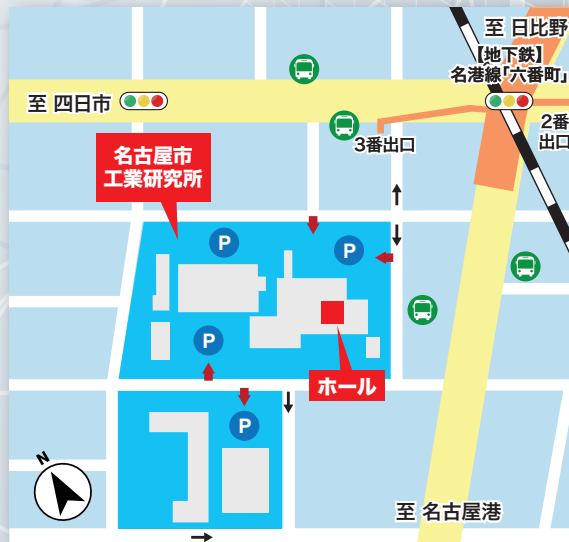 至 日比野
【地下鉄】
名港線「六番町」
至 四日市
2番
出口
3番出口
名古屋市
工業研究所
P
P
P
ホール
P
N
至 名古屋港